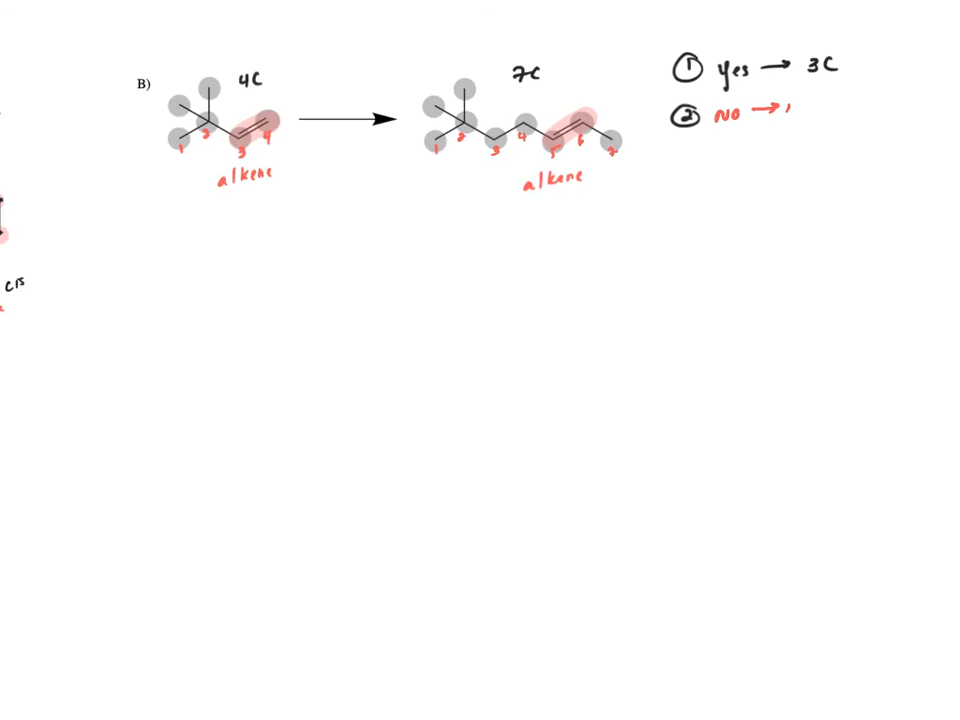 B)
4C
1 2 3 4
alkene
7C
1 2 3 4 5 6 7
alkene
① yes → 3C
② No →
cis